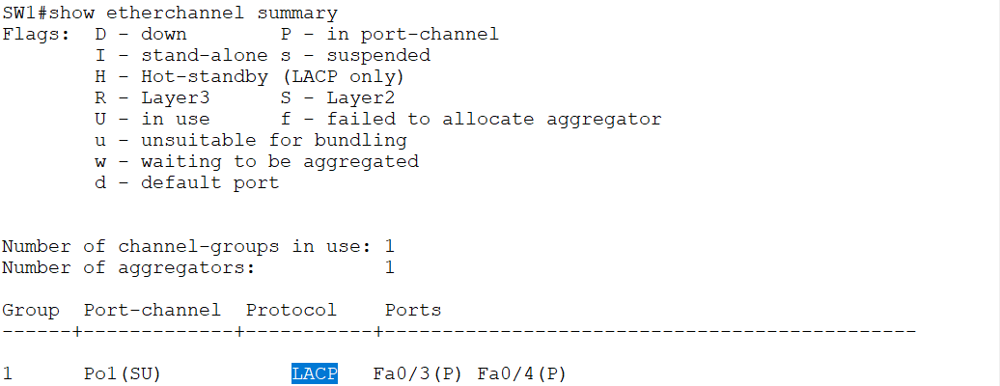 SW1#show etherchannel summary
Flags:  D - down        P - in port-channel
        I - stand-alone s - suspended
        H - Hot-standby (LACP only)
        R - Layer3      S - Layer2
        U - in use      f - failed to allocate aggregator
        u - unsuitable for bundling
        w - waiting to be aggregated
        d - default port
Number of channel-groups in use: 1
Number of aggregators:           1
Group  Port-channel  Protocol    Ports
------+-------------+-----------+----------------------------------------------
1      Po1(SU)           LACP   Fa0/3(P) Fa0/4(P)